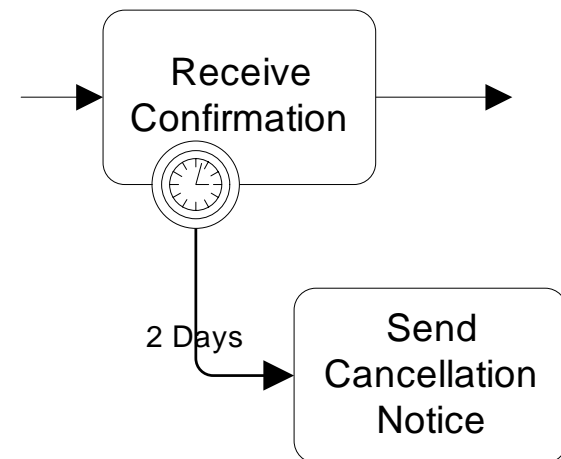 Receive
Confirmation
2 Days
Send
Cancellation
Notice